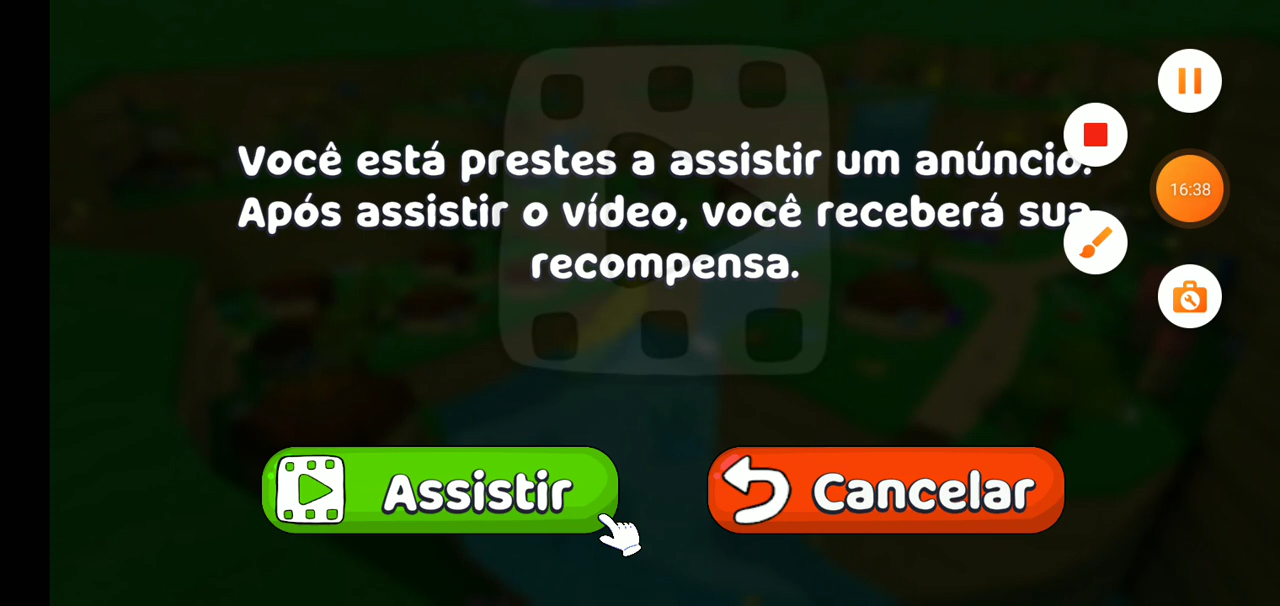 Você está prestes a assistir um anúncio.
Após assistir o vídeo, você receberá sua
recompensa.
Assistir
Cancelar
16:38